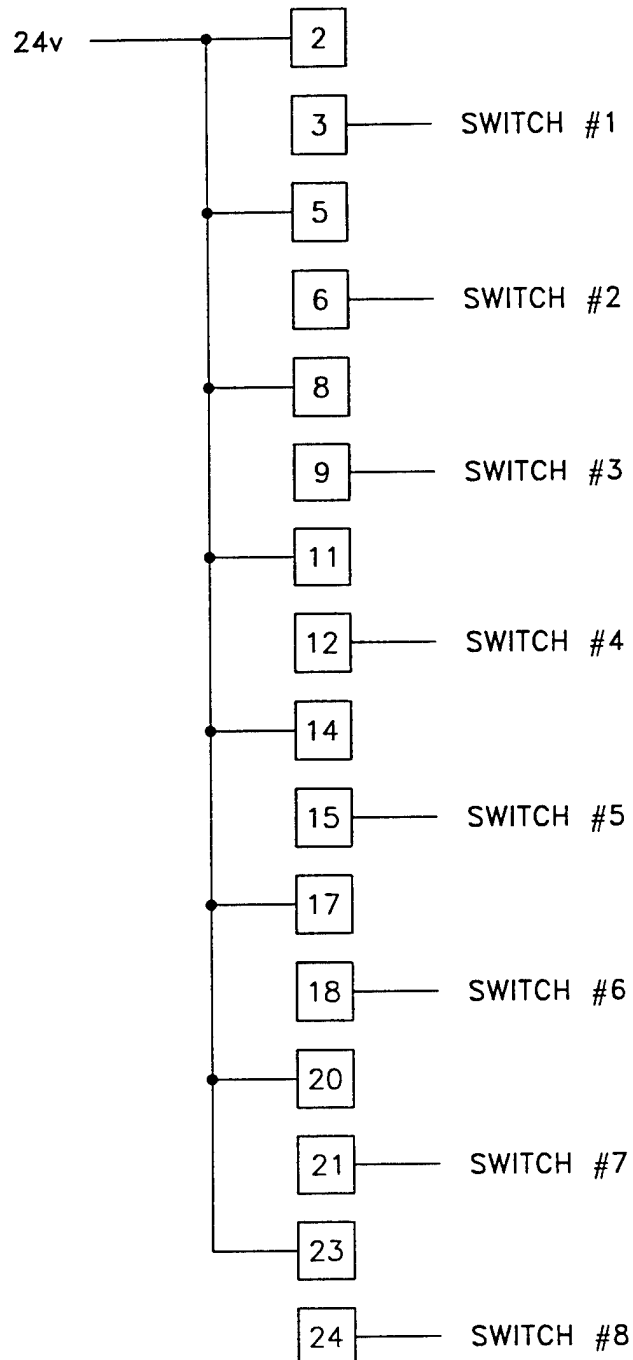 24v
2
3 SWITCH #1
5
6 SWITCH #2
8
9 SWITCH #3
11
12 SWITCH #4
14
15 SWITCH #5
17
18 SWITCH #6
20
21 SWITCH #7
23
24 SWITCH #8